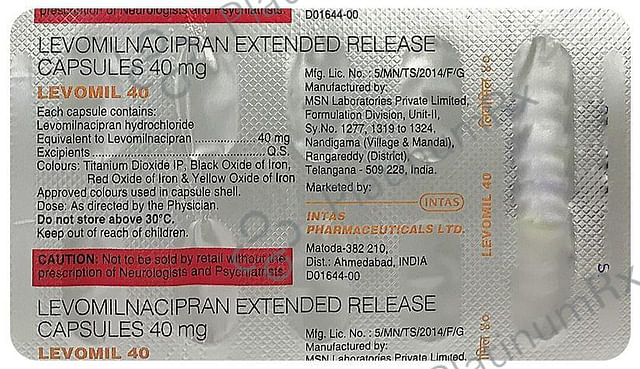 prescription of Neurologists and Psychiatrists.
D01644-00
LEVOMILNACIPRAN EXTENDED RELEASE
CAPSULES 40 mg
LEVOMIL 40
Each capsule contains:
Levomilnacipran hydrochloride
Equivalent to Levomilnacipran................ 40 mg
Excipients ................................................ Q.S.
Colours: Titanium Dioxide IP, Black Oxide of Iron,
Red Oxide of Iron & Yellow Oxide of Iron
Approved colours used in capsule shell.
Dose: As directed by the Physician.
Do not store above 30°C.
Keep out of reach of children.
CAUTION: Not to be sold by retail without the
prescription of Neurologists and Psychiatrists.
Mfg. Lic. No. : 5/MN/TS/2014/F/G
Manufactured by:
MSN Laboratories Private Limited,
Formulation Division, Unit-II,
Sy.No. 1277, 1319 to 1324,
Nandigama (Village & Mandal),
Rangareddy (District),
Telangana - 509 228, India.
Marketed by:
INTAS
INTAS
PHARMACEUTICALS LTD.
Matoda-382 210,
Dist.: Ahmedabad, INDIA
D01644-00
LEVOMILNACIPRAN EXTENDED RELEASE
CAPSULES 40 mg
LEVOMIL 40
Mfg. Lic. No. : 5/MN/TS/2014/F/G
Manufactured by:
MSN Laboratories Private Limited,
LEVOMIL 40
लिवोमिल ४०
PlatinumRx